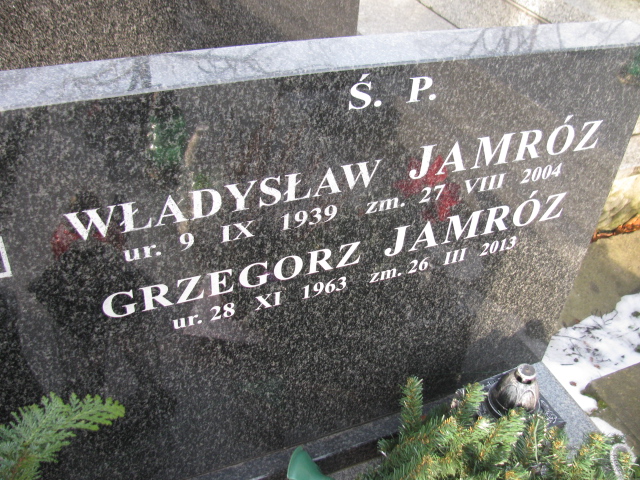 Ś. P.
WŁADYSŁAW JAMRÓZ
ur. 9 IX 1939 zm. 27 VIII 2004
GRZEGORZ JAMRÓZ
ur. 28 XI 1963 zm. 26 III 2013